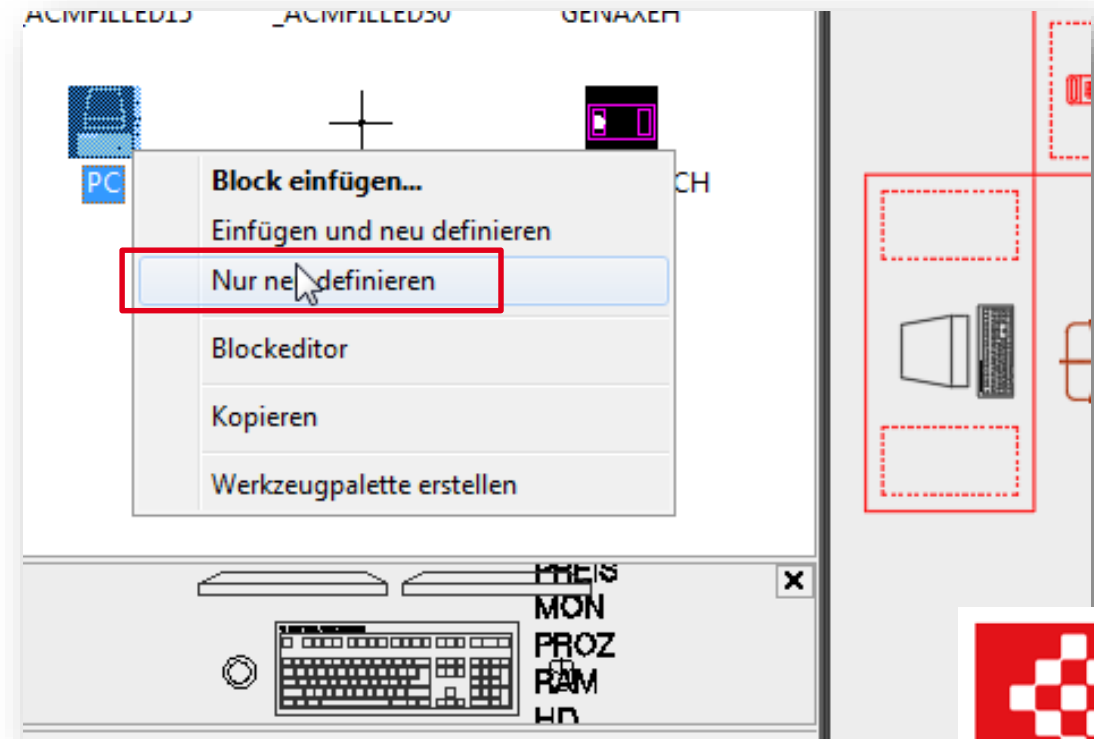 _ACMFILLED15 _ACMFILLED30 GENAXEH
PC CH
Block einfügen...
Einfügen und neu definieren
Nur neu definieren
Blockeditor
Kopieren
Werkzeugpalette erstellen
PREIS
MON
PROZ
RAM
HD